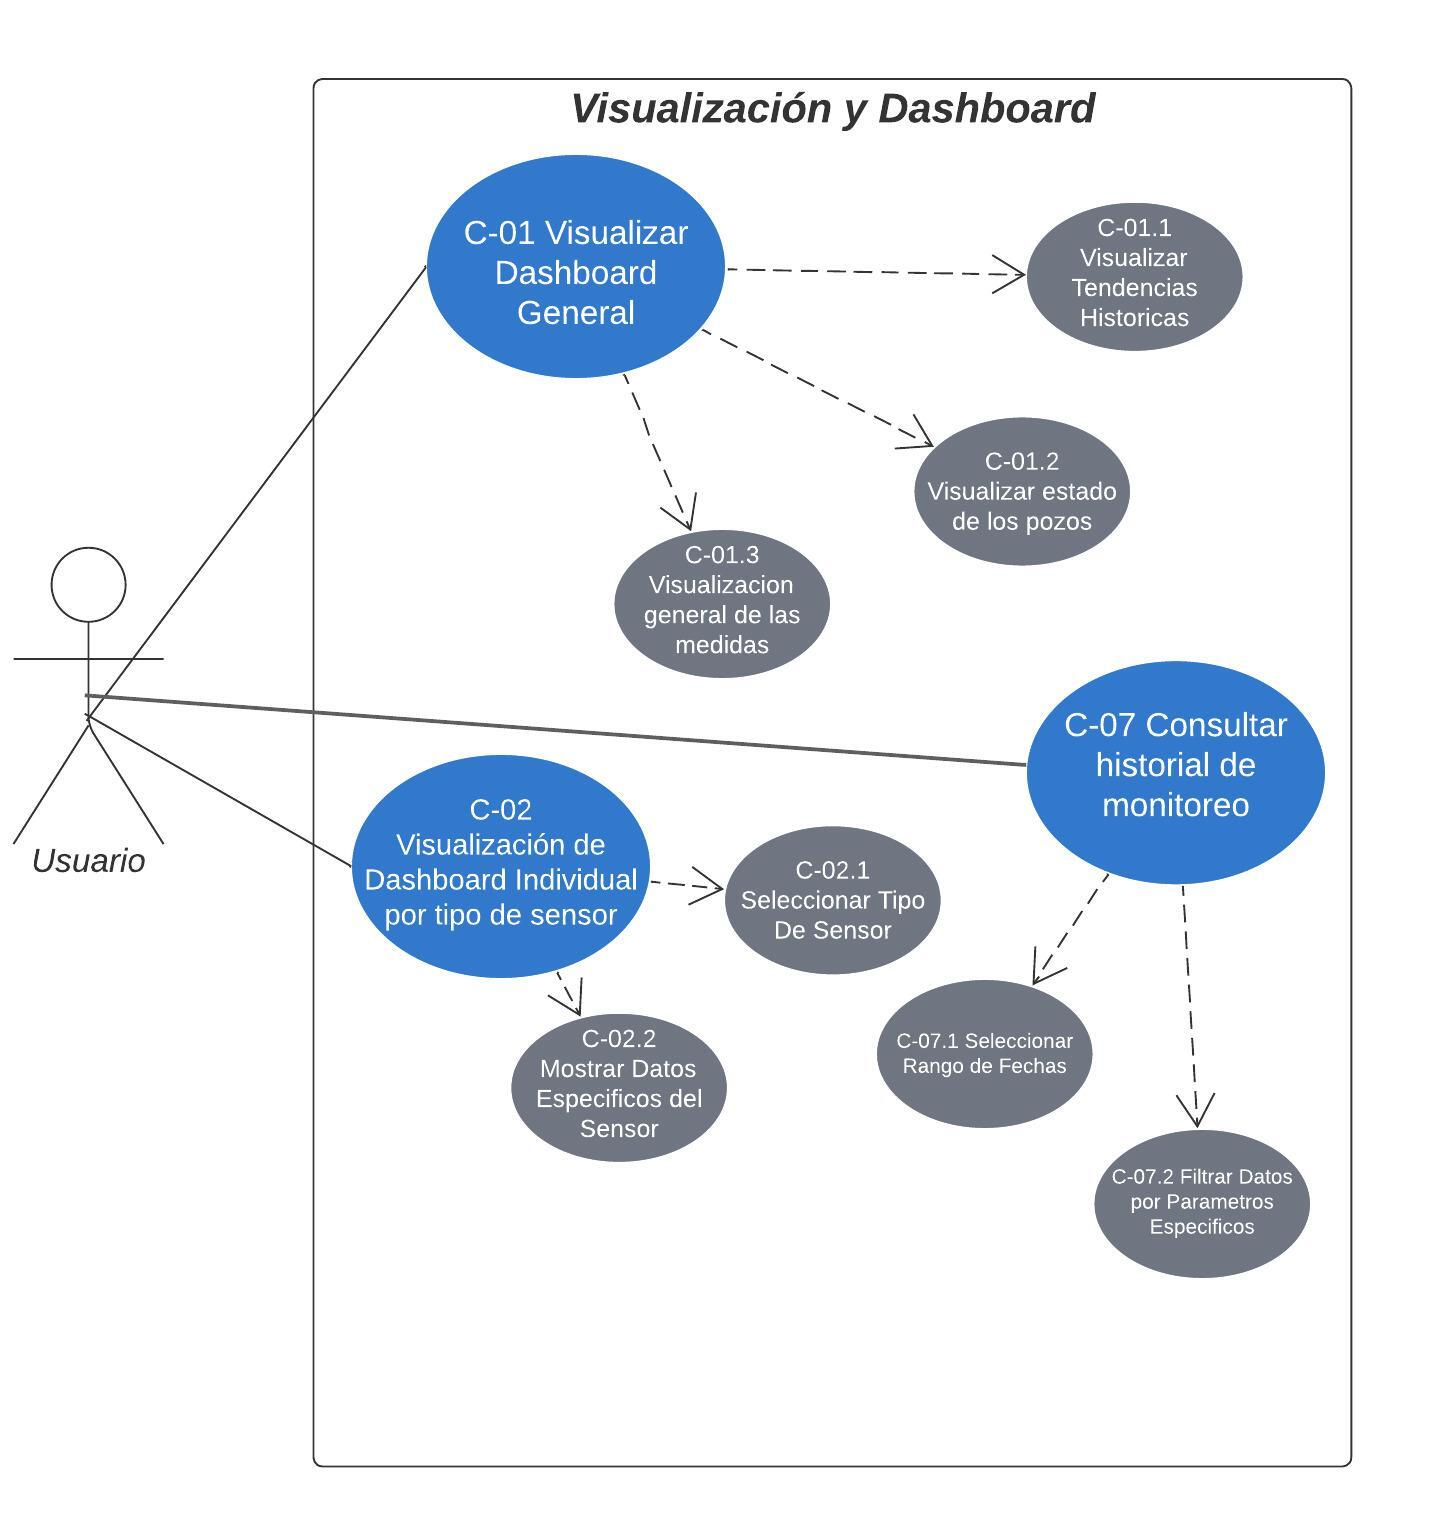 Visualización y Dashboard
C-01 Visualizar
Dashboard
General
C-01.1
Visualizar
Tendencias
Historicas
C-01.2
Visualizar estado
de los pozos
C-01.3
Visualizacion
general de las
medidas
Usuario
C-07 Consultar
historial de
monitoreo
C-02
Visualización de
Dashboard Individual
por tipo de sensor
C-02.1
Seleccionar Tipo
De Sensor
C-02.2
Mostrar Datos
Especificos del
Sensor
C-07.1 Seleccionar
Rango de Fechas
C-07.2 Filtrar Datos
por Parametros
Especificos